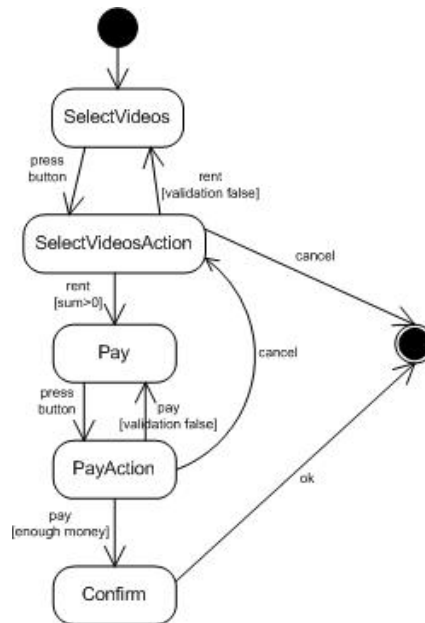 SelectVideos
press
button
rent
[validation false]
SelectVideosAction
cancel
rent
[sum>0]
Pay
cancel
press
button
pay
[validation false]
PayAction
ok
pay
[enough money]
Confirm